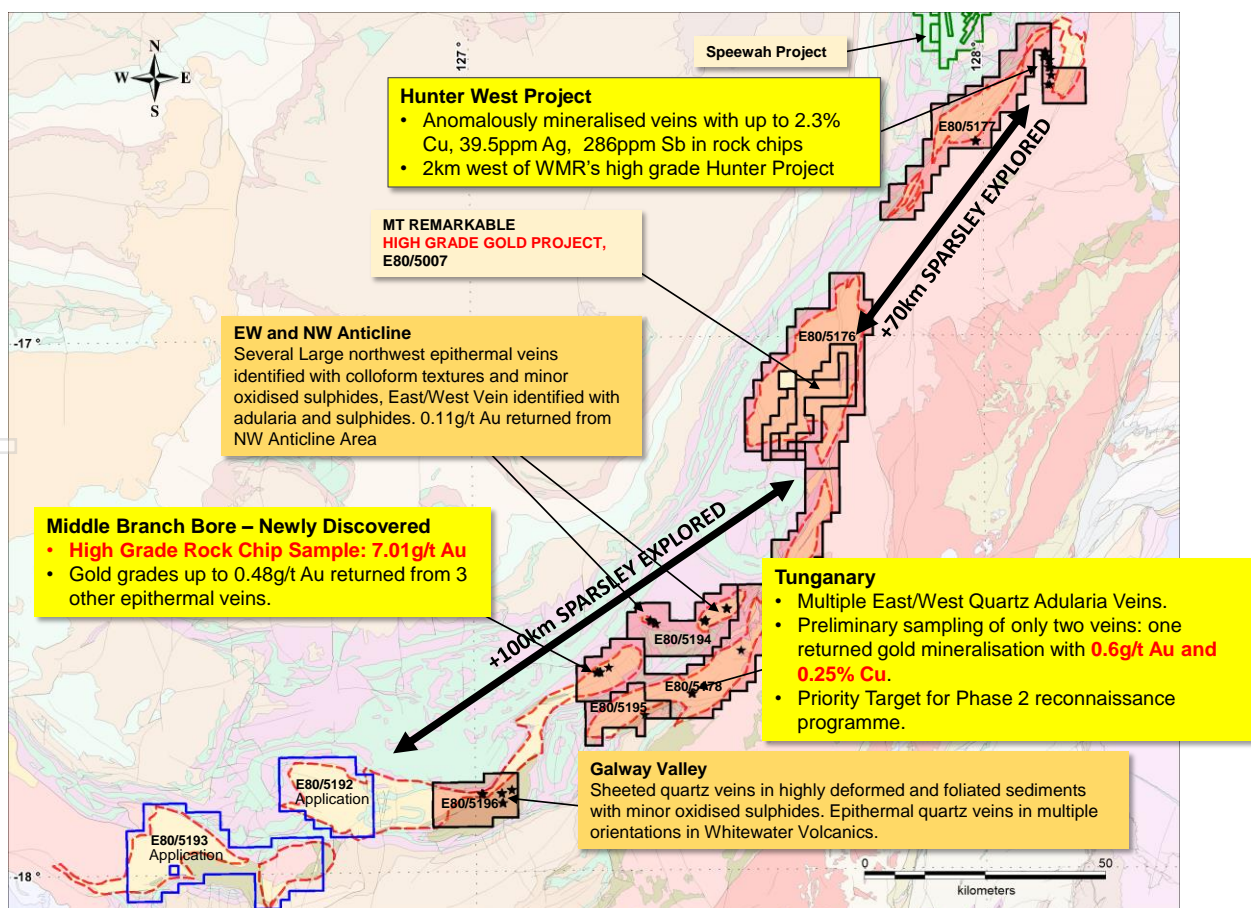 N
W E
S
127 °
128 °
Speewah Project
Hunter West Project
• Anomalously mineralised veins with up to 2.3%
Cu, 39.5ppm Ag, 286ppm Sb in rock chips
• 2km west of WMR's high grade Hunter Project
E80/5177
MT REMARKABLE
HIGH GRADE GOLD PROJECT,
E80/5007
+70km SPARSLEY EXPLORED
EW and NW Anticline
Several Large northwest epithermal veins
identified with colloform textures and minor
oxidised sulphides, East/West Vein identified with
adularia and sulphides. 0.11g/t Au returned from
NW Anticline Area
-17 °
E80/5176
Middle Branch Bore – Newly Discovered
• High Grade Rock Chip Sample: 7.01g/t Au
• Gold grades up to 0.48g/t Au returned from 3
other epithermal veins.
+100km SPARSLEY EXPLORED
Tunganary
• Multiple East/West Quartz Adularia Veins.
• Preliminary sampling of only two veins: one
returned gold mineralisation with 0.6g/t Au and
0.25% Cu.
• Priority Target for Phase 2 reconnaissance
programme.
E80/5194
E80/5178
E80/5195
Galway Valley
Sheeted quartz veins in highly deformed and foliated sediments
with minor oxidised sulphides. Epithermal quartz veins in multiple
orientations in Whitewater Volcanics.
E80/5192
Application
E80/5196
E80/5193
Application
-18 °
0 50
kilometers